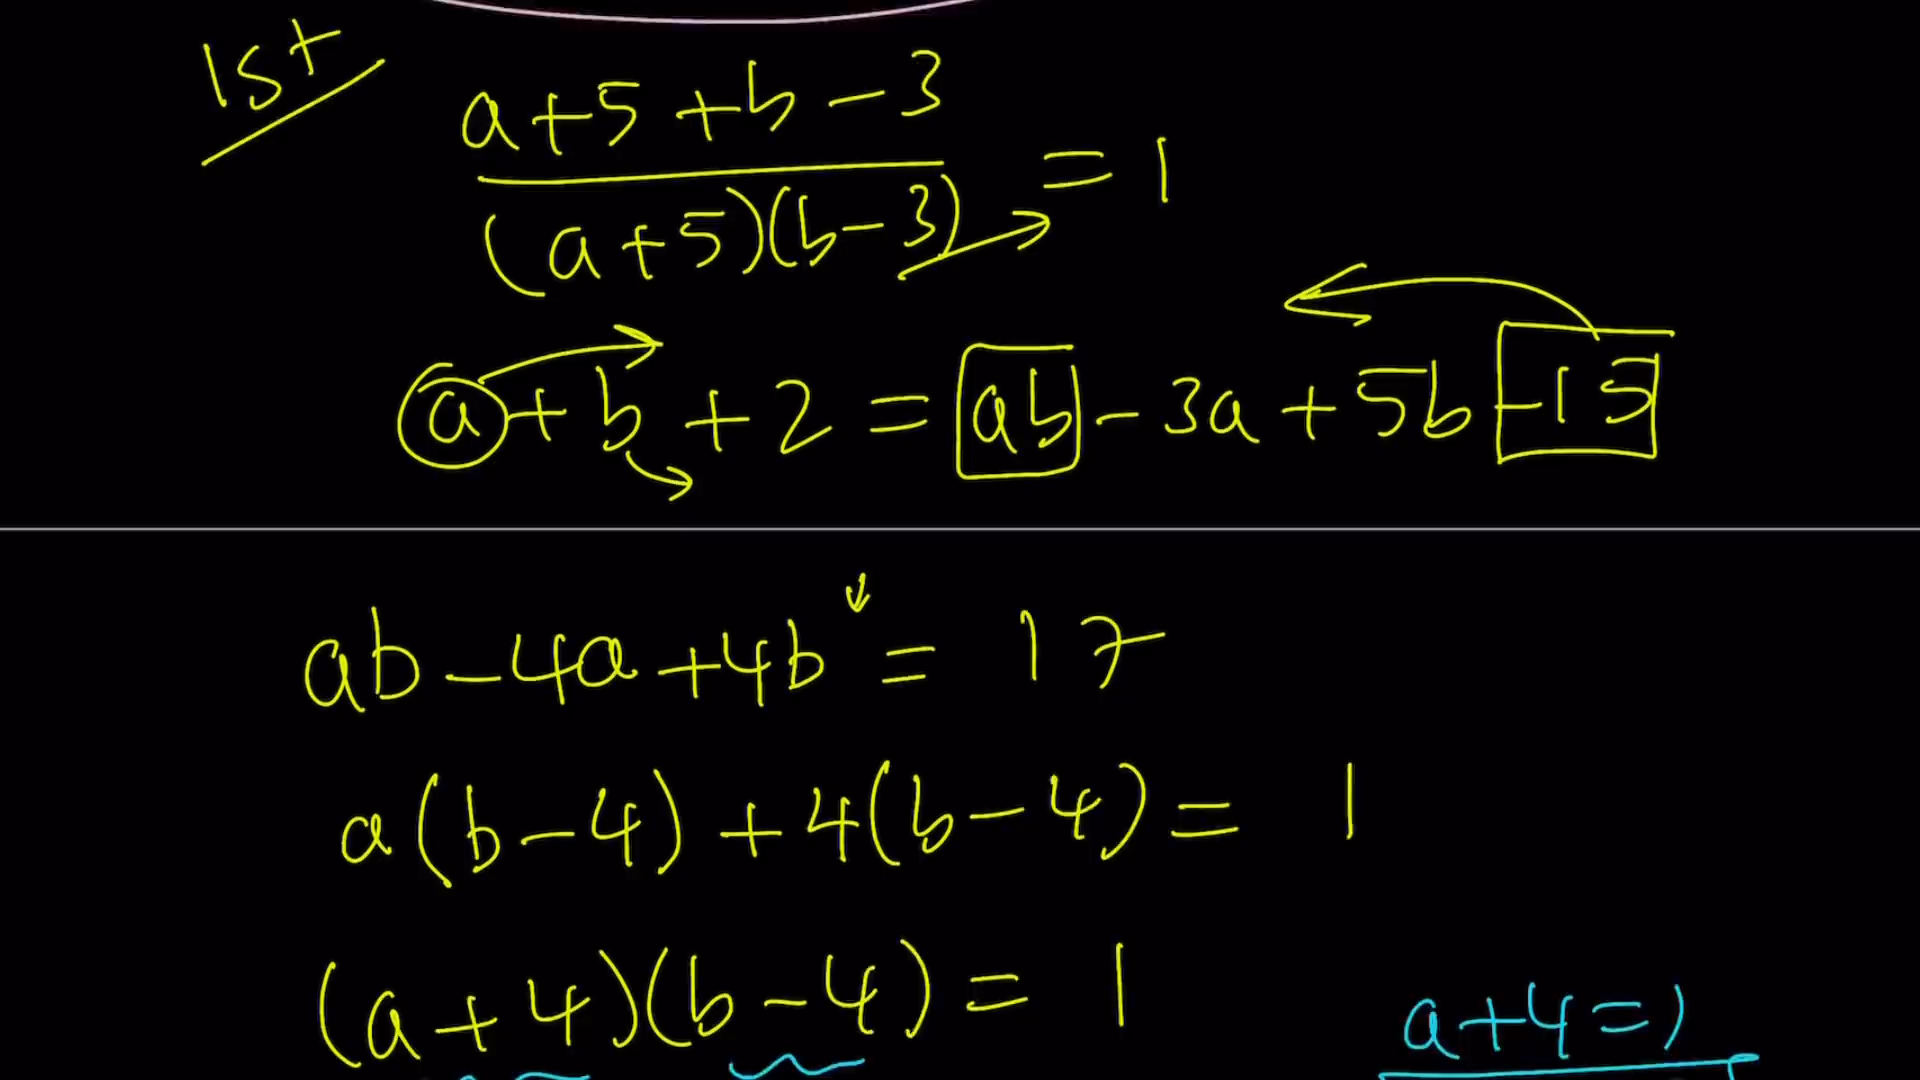 1st
a+5+b-3
(a+5)(b-3)
= 1
a+b+2 = ab-3a+5b-15
ab-4a+4b = 17
a(b-4)+4(b-4) = 1
(a+4)(b-4) = 1
a+4=1